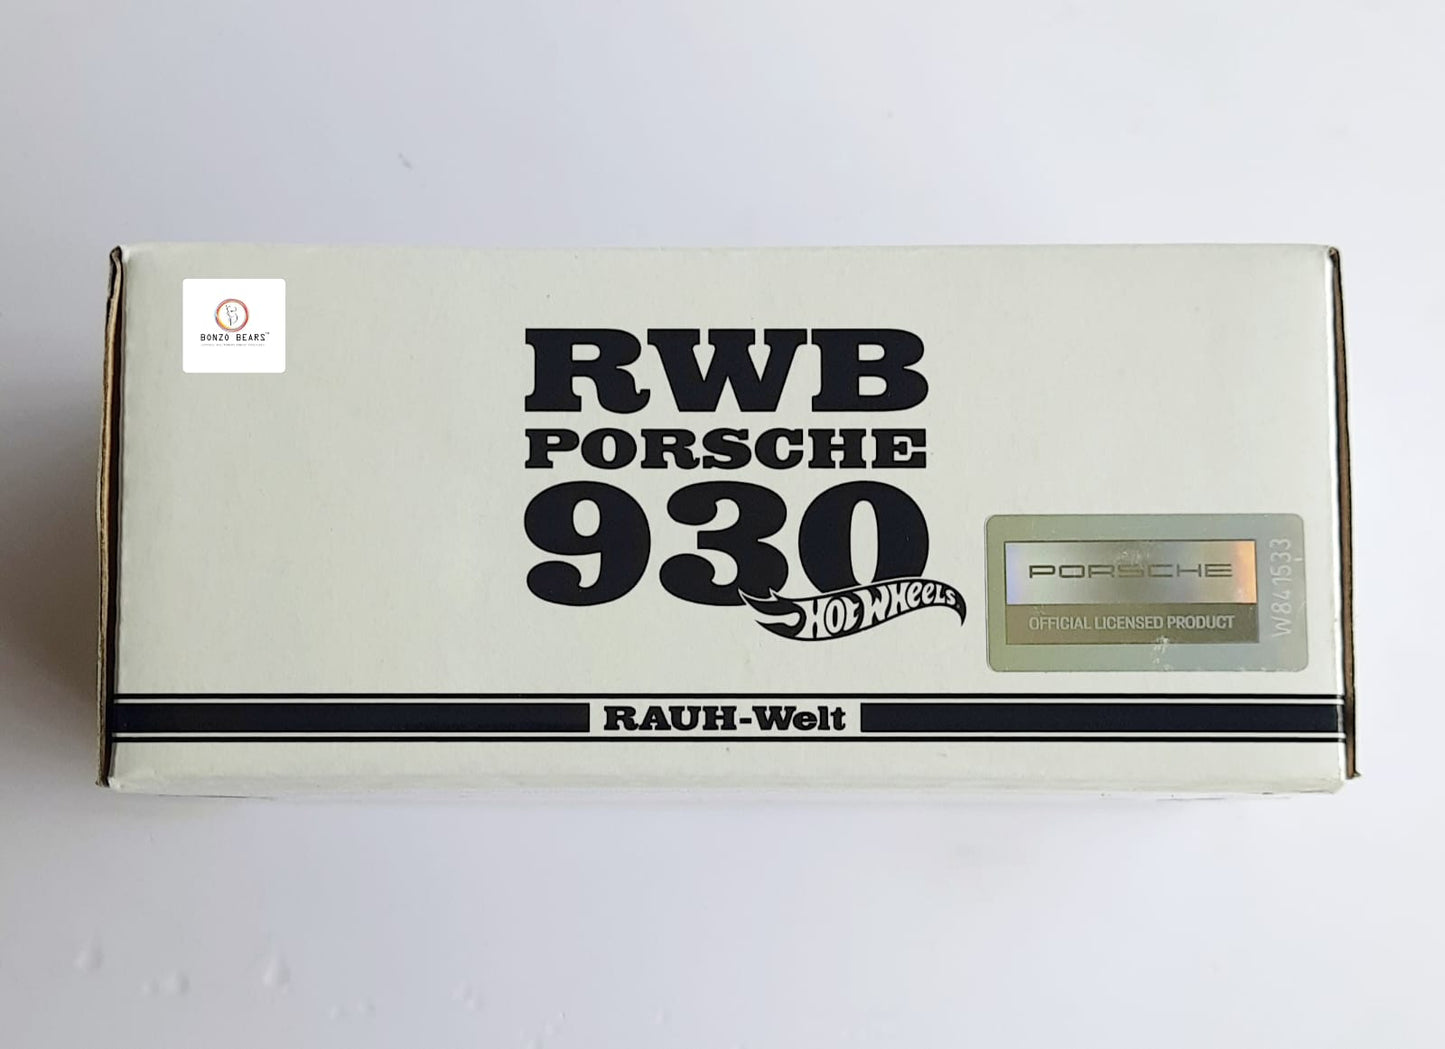 BONZO BEARS™
RWB
PORSCHE
930
HOT WHeeLS
RAUH-Welt
PORSCHE
OFFICIAL LICENSED PRODUCT
W841533